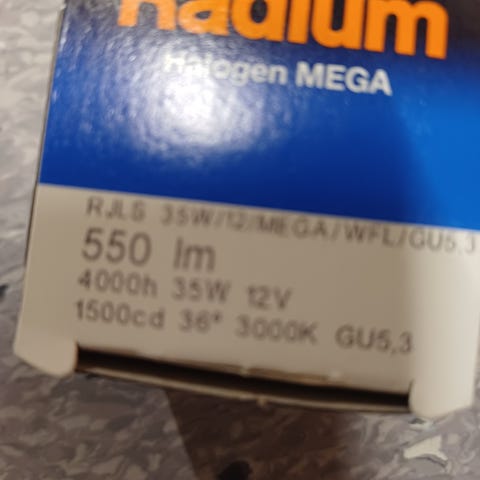 Radium
Halogen MEGA
RJLS 35W/12/MEGA/WFL/GU5,3
550 lm
4000h 35W 12V
1500cd 36° 3000K GU5,3